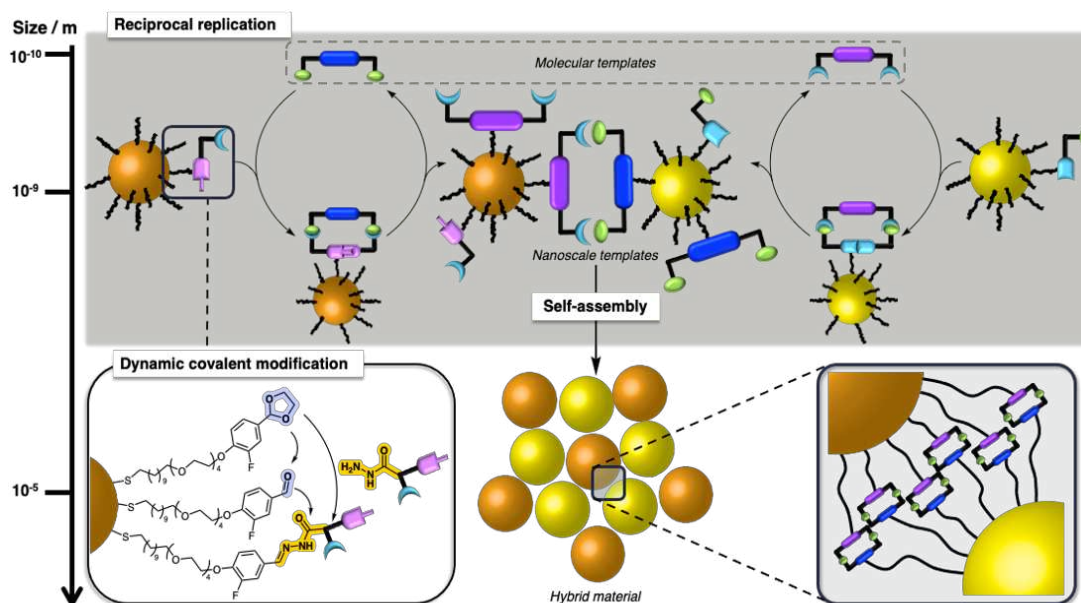 Size / m
Reciprocal replication
10-10
Molecular templates
10-9
Nanoscale templates
Self-assembly
Dynamic covalent modification
O
O
S
9
O
O
4
O
F
H2N
N
H
O
O
S
9
O
O
4
O
F
10-5
O
N
NH
S
9
O
O
4
O
F
Hybrid material